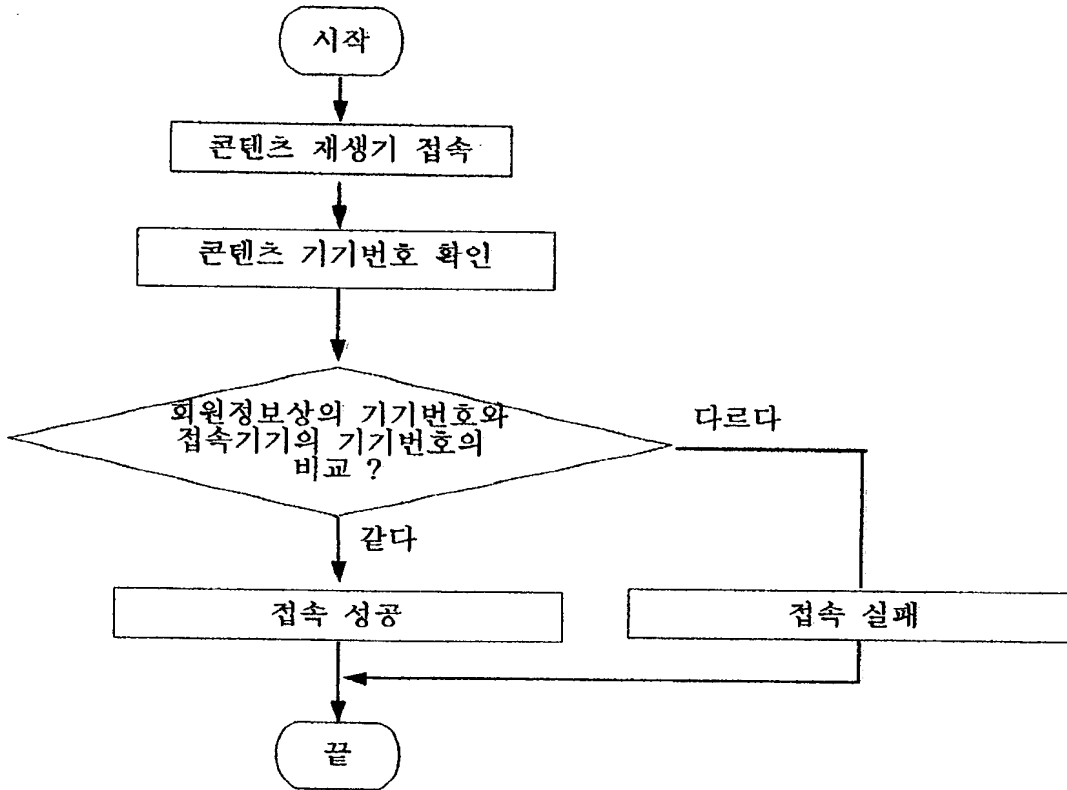 시작
콘텐츠 재생기 접속
콘텐츠 기기번호 확인
회원정보상의 기기번호와
접속기기의 기기번호의
비교 ?
다르다
같다
접속 성공
접속 실패
끝